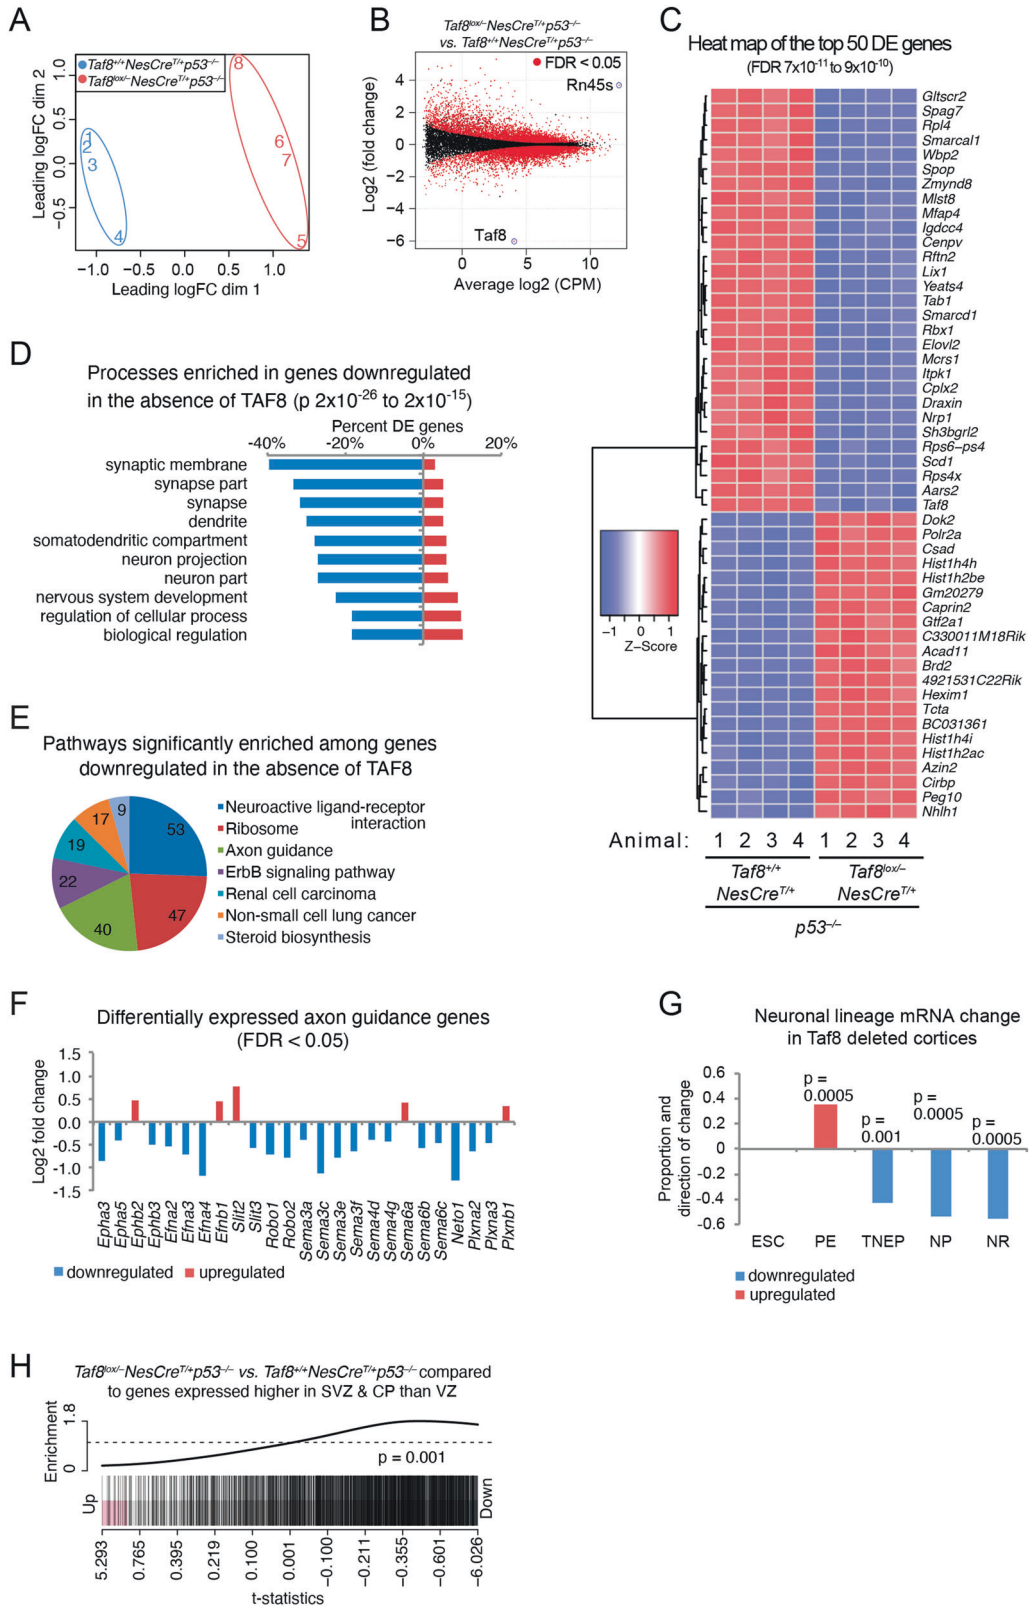 A
Taf8+/+NesCreT/+p53–/–
Taf8lox/–NesCreT/+p53–/–
Leading logFC dim 2
1.0
0.5
0.0
−0.5
8
1
2
3
4
6
7
5
−1.0 −0.5 0.0 0.5 1.0
Leading logFC dim 1
B
Taf8lox/–NesCreT/+p53–/–
vs. Taf8+/+NesCreT/+p53–/–
FDR < 0.05
Rn45s
Taf8
Log2 (fold change)
4
2
0
−2
−4
−6
0 5 10
Average log2 (CPM)
C
Heat map of the top 50 DE genes
(FDR 7x10-11 to 9x10-10)
Gltscr2
Spag7
Rpl4
Smarcal1
Wbp2
Spop
Zmynd8
Mlst8
Mfap4
Igdcc4
Cenpv
Rftn2
Lix1
Yeats4
Tab1
Smarcd1
Rbx1
Elovl2
Mcrs1
Itpk1
Cplx2
Draxin
Nrp1
Sh3bgrl2
Rps6−ps4
Scd1
Rps4x
Aars2
Taf8
Dok2
Polr2a
Csad
Hist1h4h
Hist1h2be
Gm20279
Caprin2
Gtf2a1
C330011M18Rik
Acad11
Brd2
4921531C22Rik
Hexim1
Tcta
BC031361
Hist1h4i
Hist1h2ac
Azin2
Cirbp
Peg10
Nhlh1
−1 0 1
Z−Score
Animal: 1 2 3 4 1 2 3 4
Taf8+/+ Taf8lox/–
NesCreT/+ NesCreT/+
p53–/–
D
Processes enriched in genes downregulated
in the absence of TAF8 (p 2x10-26 to 2x10-15)
Percent DE genes
-40% -20% 0% 20%
synaptic membrane
synapse part
synapse
dendrite
somatodendritic compartment
neuron projection
neuron part
nervous system development
regulation of cellular process
biological regulation
E
Pathways significantly enriched among genes
downregulated in the absence of TAF8
53
47
40
22
19
17
9
Neuroactive ligand-receptor
interaction
Ribosome
Axon guidance
ErbB signaling pathway
Renal cell carcinoma
Non-small cell lung cancer
Steroid biosynthesis
F
Differentially expressed axon guidance genes
(FDR < 0.05)
Log2 fold change
1.5
1.0
0.5
0.0
-0.5
-1.0
-1.5
Epha3
Epha5
Ephb2
Ephb3
Efna2
Efna3
Efna4
Efnb1
Slit2
Slit3
Robo1
Robo2
Sema3a
Sema3c
Sema3e
Sema3f
Sema4d
Sema4g
Sema6a
Sema6b
Sema6c
Neto1
Plxna2
Plxna3
Plxnb1
downregulated upregulated
G
Neuronal lineage mRNA change
in Taf8 deleted cortices
Proportion and
direction of change
0.6
0.4
0.2
0
-0.2
-0.4
-0.6
p =
0.0005
p =
0.001
p =
0.0005
p =
0.0005
ESC PE TNEP NP NR
downregulated
upregulated
H
Taf8lox/–NesCreT/+p53–/– vs. Taf8+/+NesCreT/+p53–/– compared
to genes expressed higher in SVZ & CP than VZ
Enrichment
1.8
0
p = 0.001
Up
Down
5.293
0.765
0.395
0.219
0.100
0.001
−0.100
−0.211
−0.355
−0.601
−6.026
t-statistics